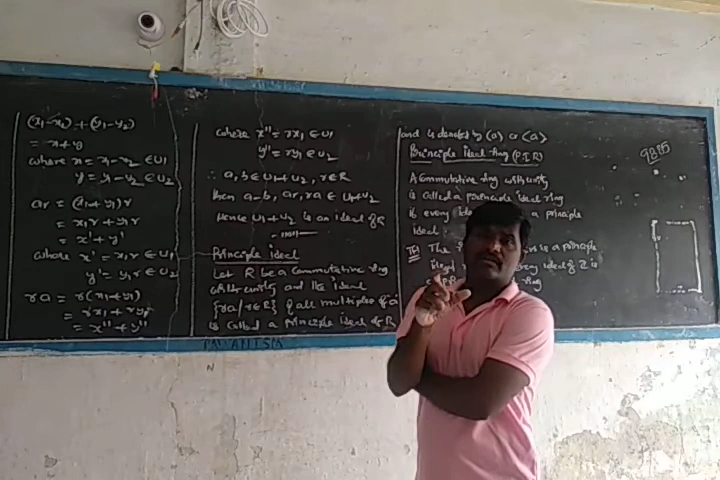 (x₁-x₂)+(y₁-y₂)
= x+y
where x = x₁-x₂ ∈ U1
y = y₁-y₂ ∈ U2
ar = (x₁+y₁)r
= x₁r + y₁r
= x'+y'
where x' = x₁r ∈ U1
y' = y₁r ∈ U2
ra = r(x₁+y₁)
= rx₁+ry₁
= x''+y''
where x'' = rx₁ ∈ U1
y'' = ry₁ ∈ U2
∴ a,b ∈ U1+U2, r∈R
then a-b, ar, ra ∈ U1+U2
Hence U1+U2 is an ideal of R
Principle ideal
Let R be a commutative ring
with unity and the ideal
{ra/r∈R} of all multiples of 'a'
is called a principle ideal of R
and is denoted by (a) or <a>
Principle ideal ring (P.I.R)
A Commutative ring with unity
is called a principle ideal ring
if every a principle
ideal.
Th: The is a principle
ideal ideal of Z is
ring
9805